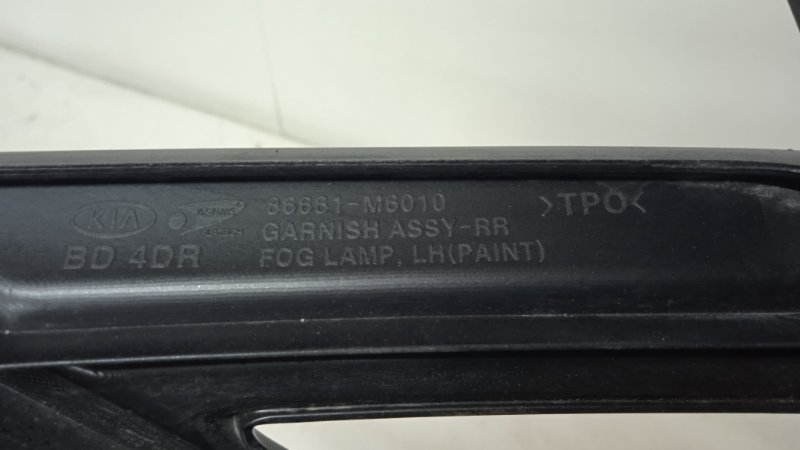 KIA 86661-M6010 >TPO<
GARNISH ASSY-RR
BD 4DR FOG LAMP, LH(PAINT)